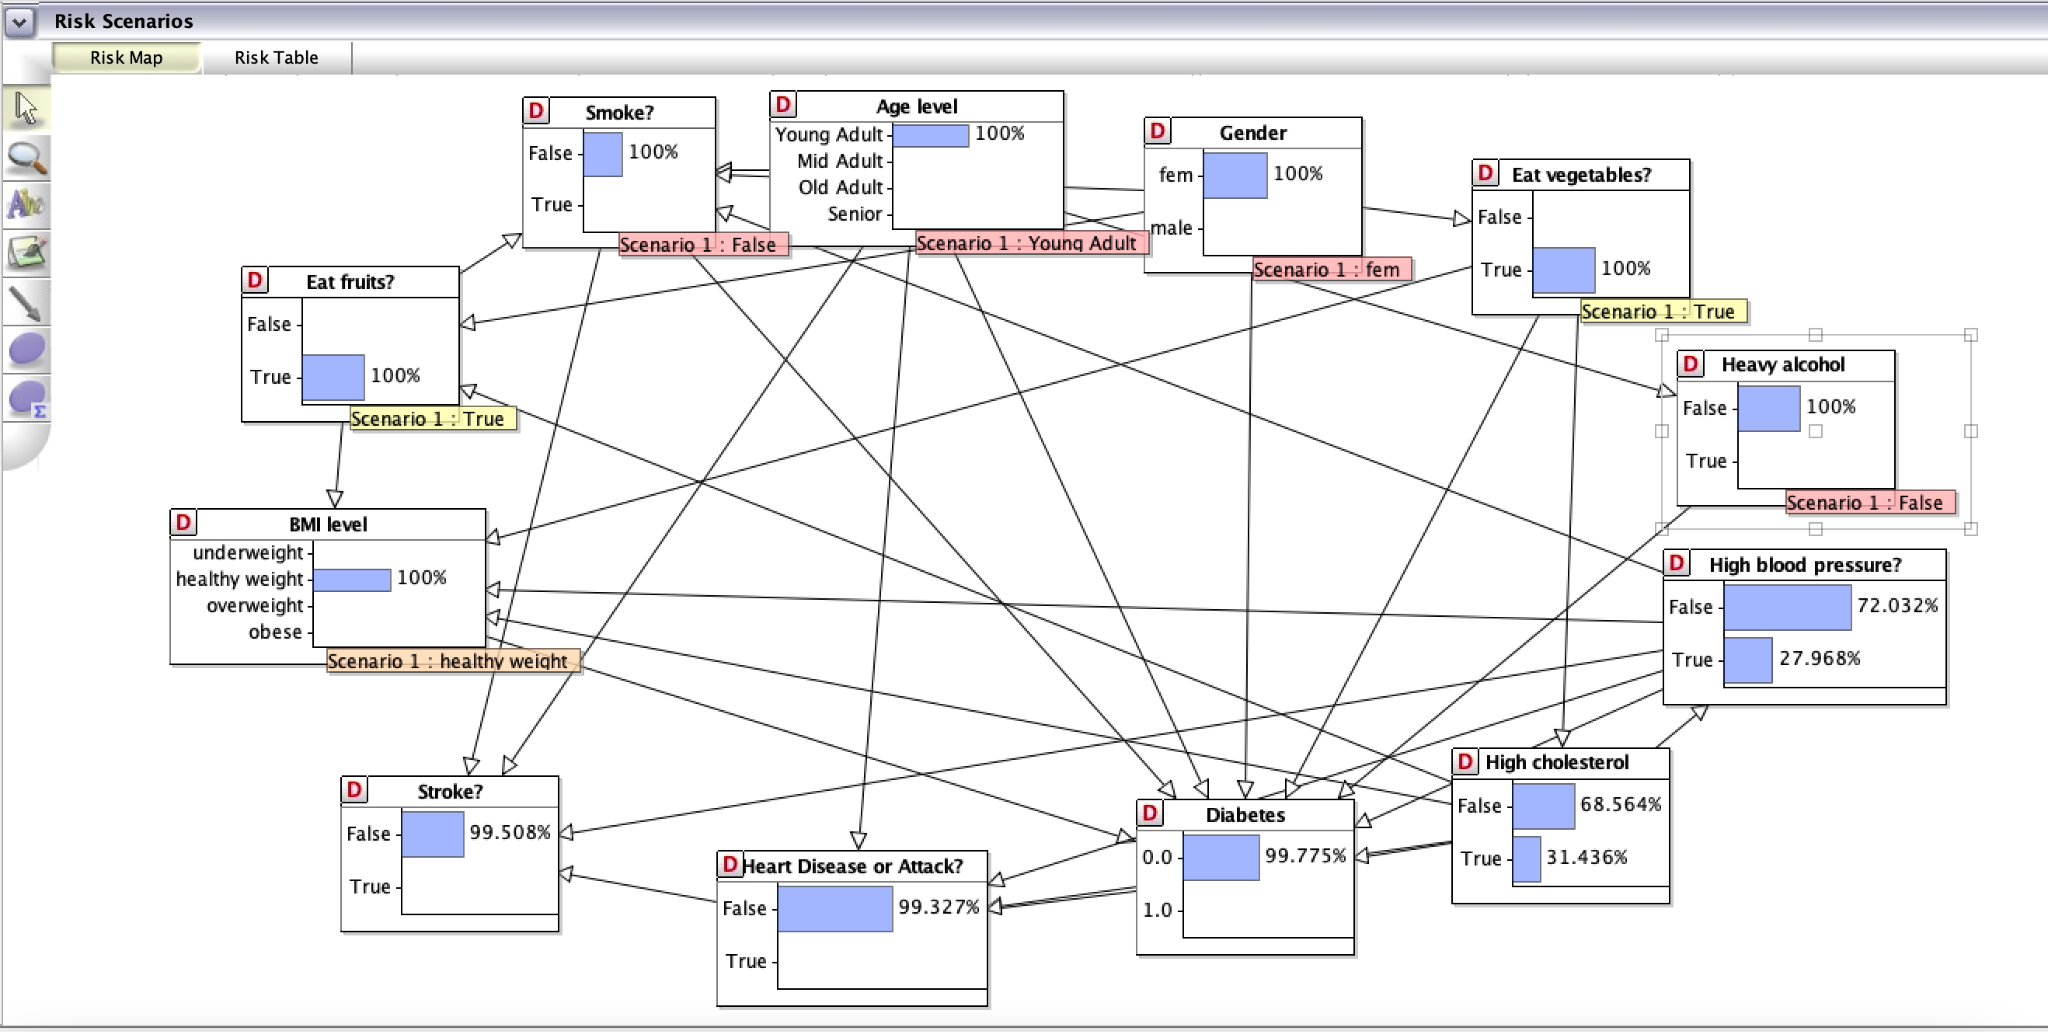 Risk Scenarios
Risk Map
Risk Table
Abc
D Smoke?
False 100%
True
Scenario 1 : False
D Age level
Young Adult 100%
Mid Adult
Old Adult
Senior
Scenario 1 : Young Adult
D Gender
fem 100%
male
Scenario 1 : fem
D Eat vegetables?
False
True 100%
Scenario 1 : True
D Eat fruits?
False
True 100%
Scenario 1 : True
D Heavy alcohol
False 100%
True
Scenario 1 : False
Σ
D BMI level
underweight
healthy weight 100%
overweight
obese
Scenario 1 : healthy weight
D High blood pressure?
False 72.032%
True 27.968%
D Stroke?
False 99.508%
True
D Heart Disease or Attack?
False 99.327%
True
D Diabetes
0.0 99.775%
1.0
D High cholesterol
False 68.564%
True 31.436%